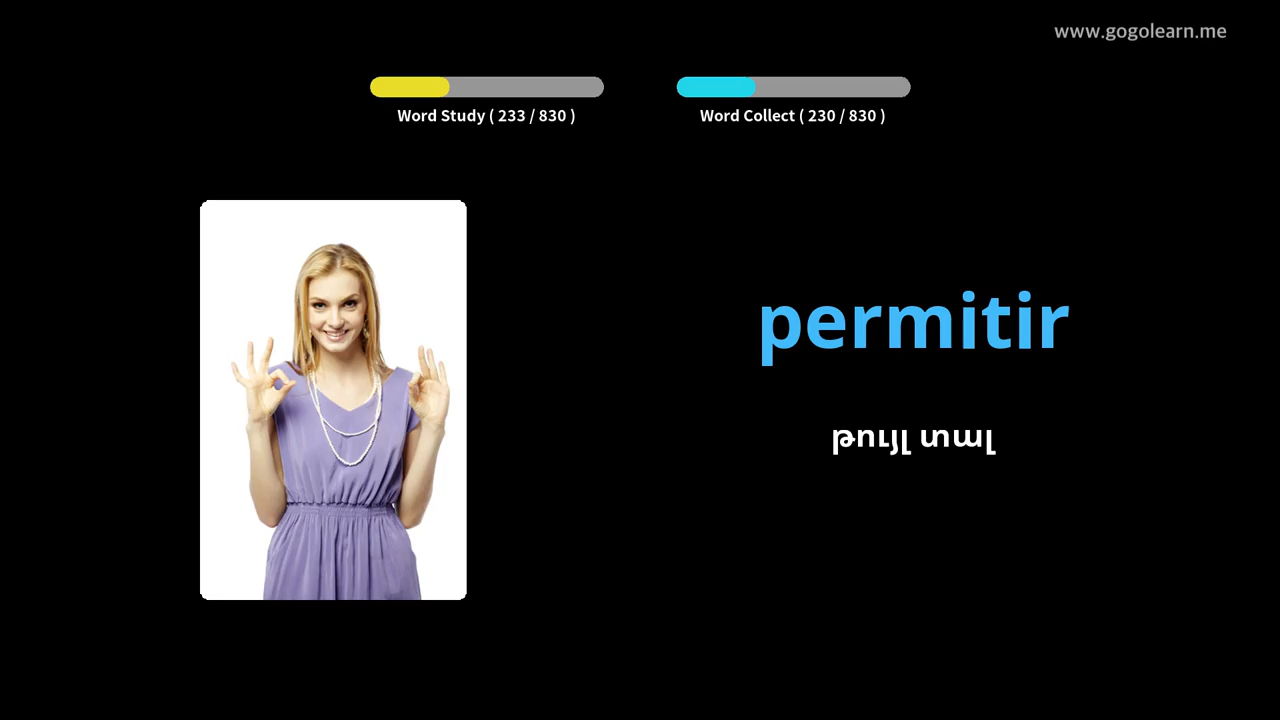 www.gogolearn.me
Word Study ( 233 / 830 )
Word Collect ( 230 / 830 )
permitir
թույլ տալ